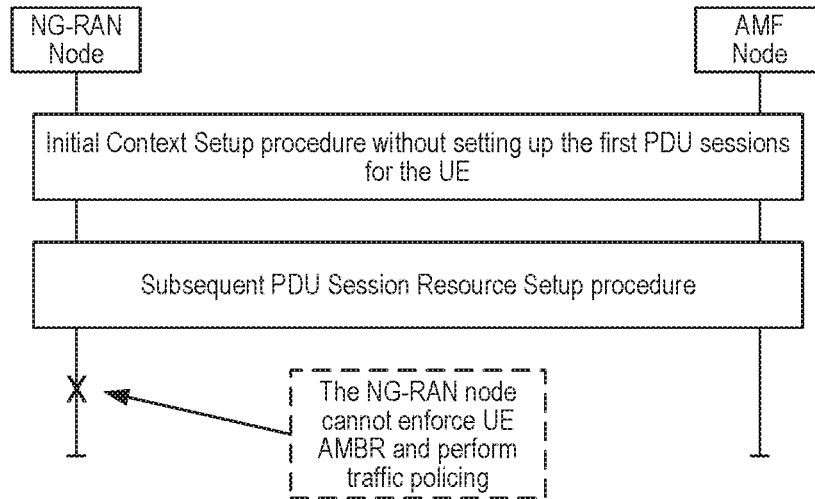 NG-RAN
Node
AMF
Node
Initial Context Setup procedure without setting up the first PDU sessions
for the UE
Subsequent PDU Session Resource Setup procedure
X
The NG-RAN node
cannot enforce UE
AMBR and perform
traffic policing